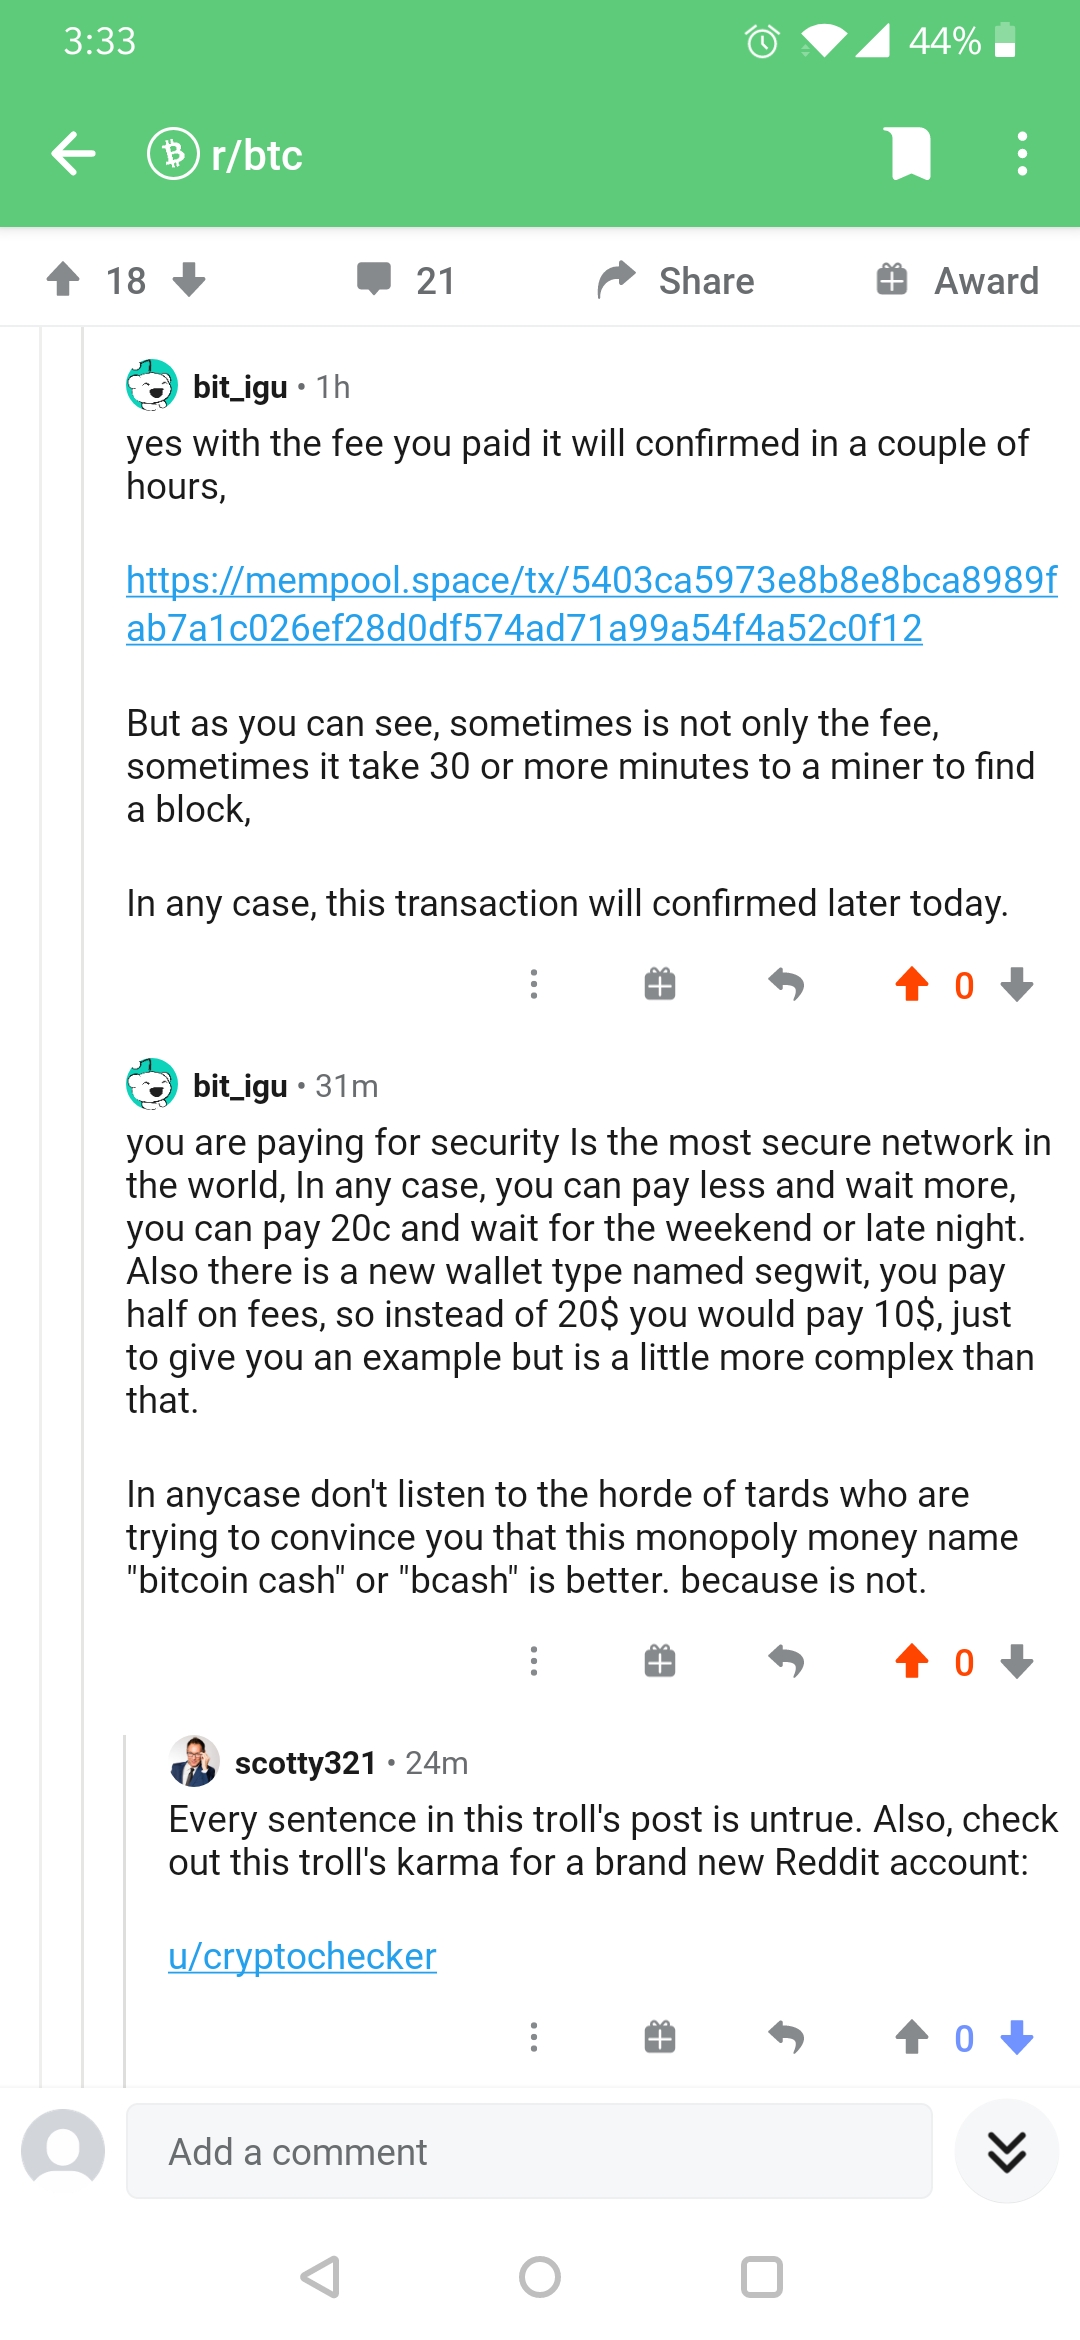 3:33
44%
r/btc
18
21
Share
Award
bit_igu • 1h
yes with the fee you paid it will confirmed in a couple of
hours,
https://mempool.space/tx/5403ca5973e8b8e8bca8989f
ab7a1c026ef28d0df574ad71a99a54f4a52c0f12
But as you can see, sometimes is not only the fee,
sometimes it take 30 or more minutes to a miner to find
a block,
In any case, this transaction will confirmed later today.
0
bit_igu • 31m
you are paying for security Is the most secure network in
the world, In any case, you can pay less and wait more,
you can pay 20c and wait for the weekend or late night.
Also there is a new wallet type named segwit, you pay
half on fees, so instead of 20$ you would pay 10$, just
to give you an example but is a little more complex than
that.
In anycase don't listen to the horde of tards who are
trying to convince you that this monopoly money name
"bitcoin cash" or "bcash" is better. because is not.
0
scotty321 • 24m
Every sentence in this troll's post is untrue. Also, check
out this troll's karma for a brand new Reddit account:
u/cryptochecker
0
Add a comment